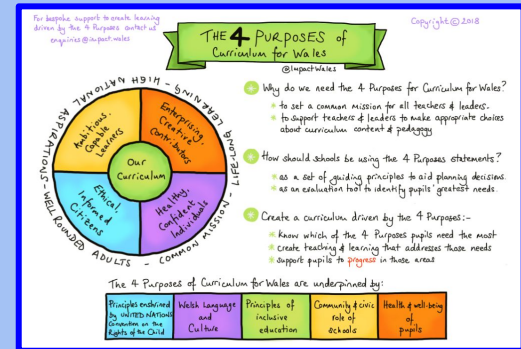 For bespoke support to create learning
driven by the 4 Purposes contact us
enquiries@impact.wales
Copyright © 2018
THE 4 PURPOSES of
Curriculum for Wales
@ImpactWales
HIGH NATIONAL ASPIRATIONS - WELL ROUNDED ADULTS - COMMON MISSION - LIFE-LONG LEARNING -
Ambitious,
Capable
Learners
Enterprising,
Creative
Contributors
Our
Curriculum
Ethical,
Informed
Citizens
Healthy,
Confident
Individuals
Why do we need the 4 Purposes for Curriculum for Wales?
to set a common mission for all teachers & leaders.
to support teachers & leaders to make appropriate choices
about curriculum content & pedagogy
How should schools be using the 4 Purposes statements?
as a set of guiding principles to aid planning decisions.
as an evaluation tool to identify pupils' greatest needs.
Create a curriculum driven by the 4 Purposes:-
know which of the 4 Purposes pupils need the most
create teaching & learning that addresses those needs
support pupils to progress in those areas
The 4 Purposes of Curriculum for Wales are underpinned by:
Principles enshrined
by UNITED NATIONS
Convention on the
Rights of the Child
Welsh Language
and
Culture
Principles of
inclusive
education
Community & civic
role of
schools
Health & well-being
of
pupils